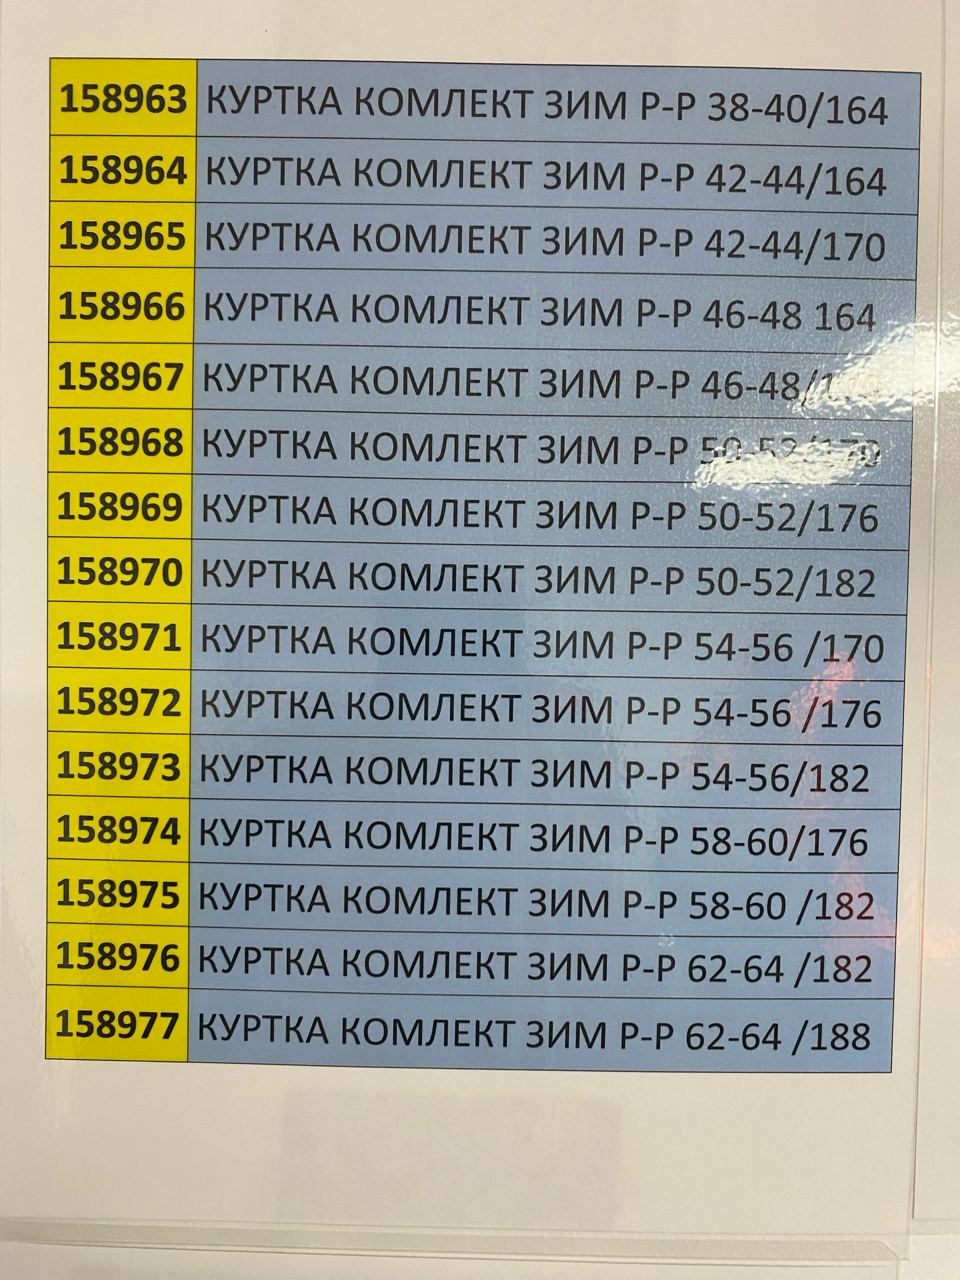 158963 КУРТКА КОМЛЕКТ ЗИМ Р-Р 38-40/164
158964 КУРТКА КОМЛЕКТ ЗИМ Р-Р 42-44/164
158965 КУРТКА КОМЛЕКТ ЗИМ Р-Р 42-44/170
158966 КУРТКА КОМЛЕКТ ЗИМ Р-Р 46-48 164
158967 КУРТКА КОМЛЕКТ ЗИМ Р-Р
158968 КУРТКА КОМЛЕКТ ЗИМ Р-Р 50-52/170
158969 КУРТКА КОМЛЕКТ ЗИМ Р-Р 50-52/176
158970 КУРТКА КОМЛЕКТ ЗИМ Р-Р 50-52/182
158971 КУРТКА КОМЛЕКТ ЗИМ Р-Р 54-56 /170
158972 КУРТКА КОМЛЕКТ ЗИМ Р-Р 54-56 /176
158973 КУРТКА КОМЛЕКТ ЗИМ Р-Р 54-56/182
158974 КУРТКА КОМЛЕКТ ЗИМ Р-Р 58-60/176
158975 КУРТКА КОМЛЕКТ ЗИМ Р-Р 58-60 /182
158976 КУРТКА КОМЛЕКТ ЗИМ Р-Р 62-64 /182
158977 КУРТКА КОМЛЕКТ ЗИМ Р-Р 62-64 /188